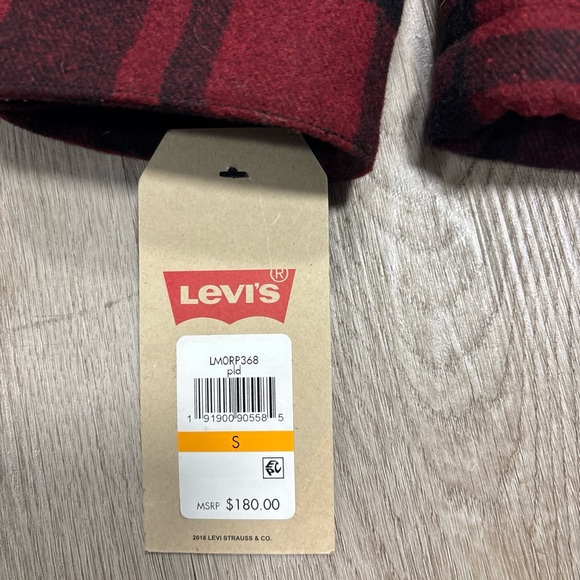 LEVI'S ®
LM0RP368
pld
1 91900 90558 5
S
MSRP $180.00
2018 LEVI STRAUSS & CO.